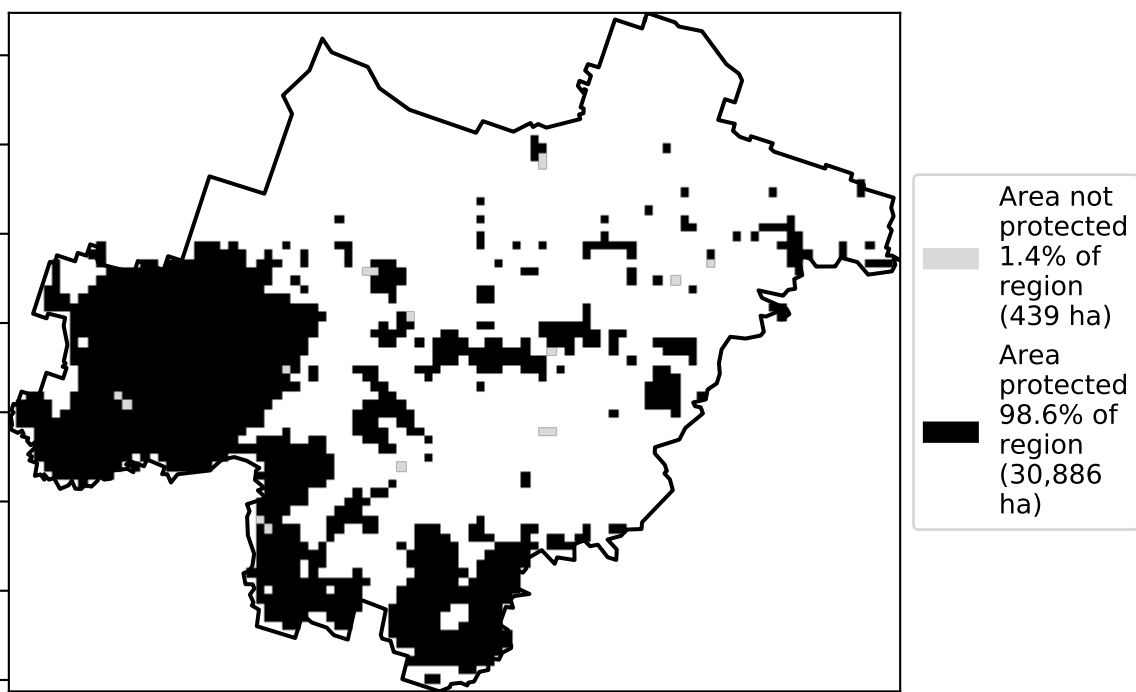 Area not
protected
1.4% of
region
(439 ha)
Area
protected
98.6% of
region
(30,886
ha)